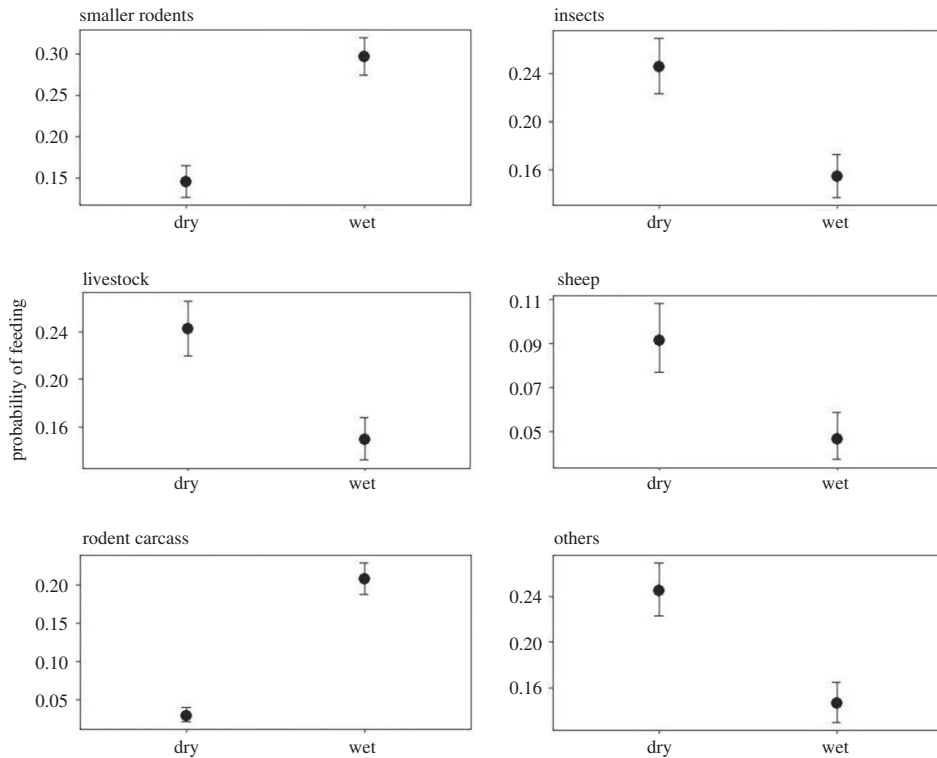 smaller rodents
0.30
0.25
0.20
0.15
dry wet
insects
0.24
0.20
0.16
dry wet
probability of feeding
livestock
0.24
0.20
0.16
dry wet
sheep
0.11
0.09
0.07
0.05
dry wet
rodent carcass
0.20
0.15
0.10
0.05
dry wet
others
0.24
0.20
0.16
dry wet